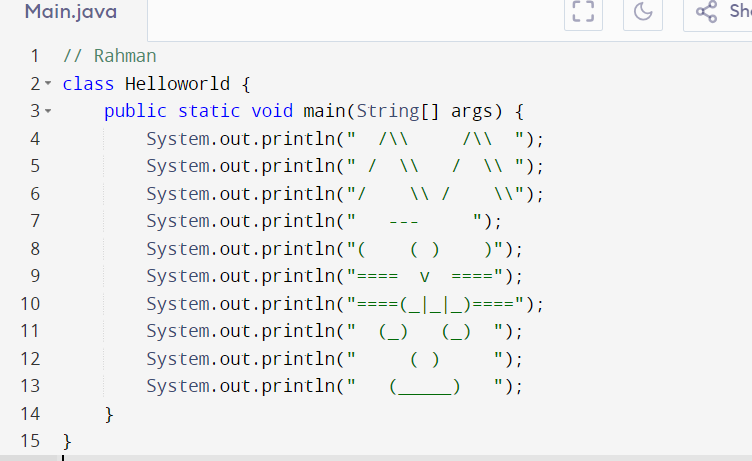 Main.java
Sh
1 // Rahman
2 class Helloworld {
3     public static void main(String[] args) {
4         System.out.println("  /\\     /\\  ");
5         System.out.println(" /  \\   /  \\ ");
6         System.out.println("/    \\ /    \\");
7         System.out.println("   ---     ");
8         System.out.println("(    ( )    )");
9         System.out.println("====  v  ====");
10         System.out.println("====(_|_|_)====");
11         System.out.println("  (_)   (_)  ");
12         System.out.println("     ( )     ");
13         System.out.println("   (_____)   ");
14     }
15 }